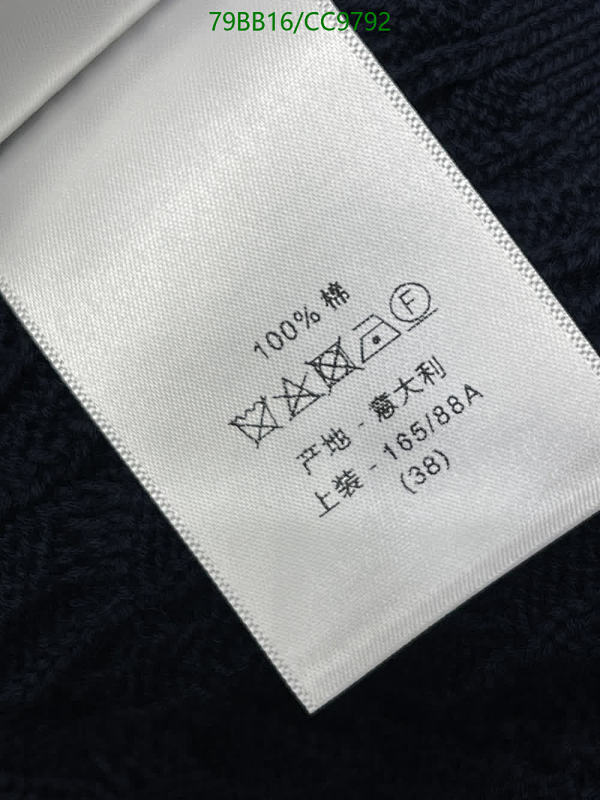 79BB16/CC9792
100% 棉
F
产地 - 意大利
上装 - 165/88A
(38)